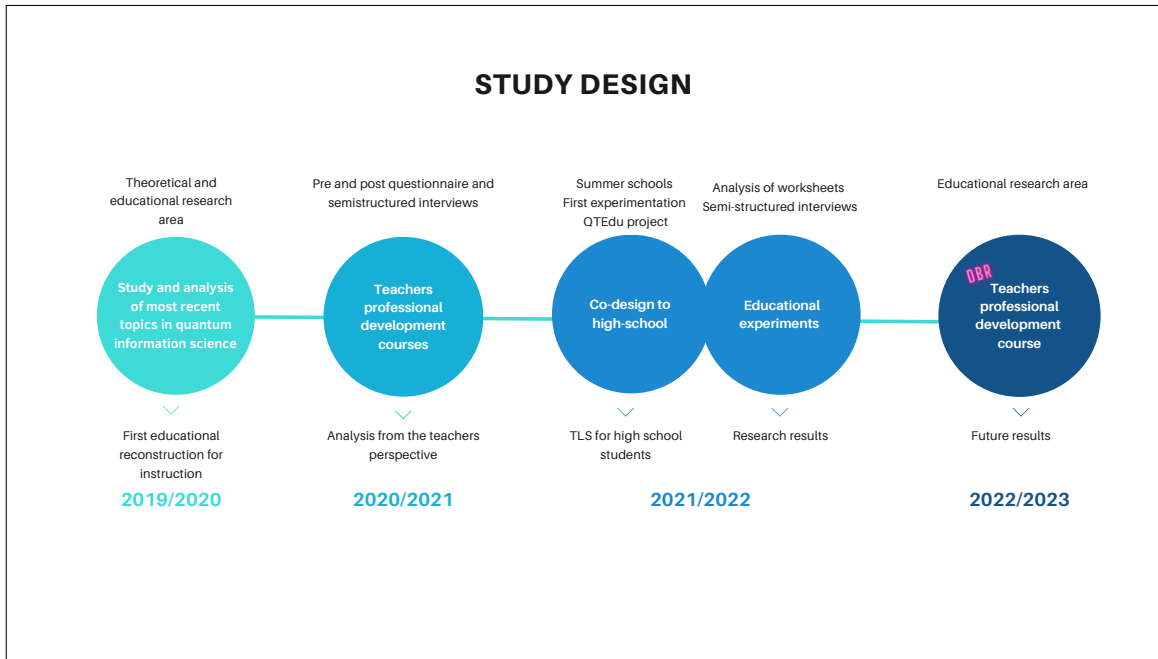 STUDY DESIGN
Theoretical and
educational research
area
Study and analysis
of most recent
topics in quantum
information science
First educational
reconstruction for
instruction
2019/2020
Pre and post questionnaire and
semistructured interviews
Teachers
professional
development
courses
Analysis from the teachers
perspective
2020/2021
Summer schools
First experimentation
QTEdu project
Co-design to
high-school
TLS for high school
students
Analysis of worksheets
Semi-structured interviews
Educational
experiments
Research results
2021/2022
Educational research area
DBR
Teachers
professional
development
course
Future results
2022/2023